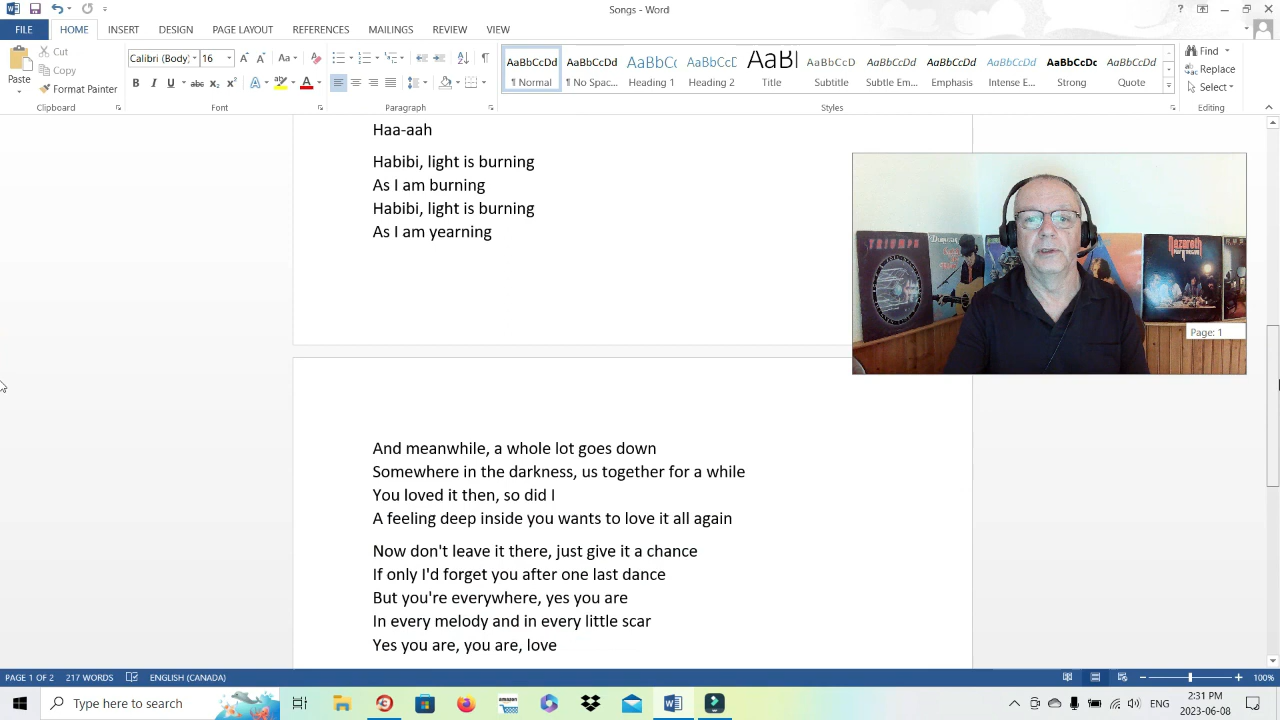 Songs - Word
FILE HOME INSERT DESIGN PAGE LAYOUT REFERENCES MAILINGS REVIEW VIEW
Paste
Cut
Copy
Format Painter
Clipboard
Calibri (Body) 16
Font
Paragraph
AaBbCcDd AaBbCcDd AaBbCc AaBbCcE AaBl AaBbCcD AaBbCcDd AaBbCcDd AaBbCcDd AaBbCcDc AaBbCcDd
¶ Normal ¶ No Spac... Heading 1 Heading 2 Title Subtitle Subtle Em... Emphasis Intense E... Strong Quote
Styles
Find
Replace
Select
Editing
Haa-aah
Habibi, light is burning
As I am burning
Habibi, light is burning
As I am yearning
TRIUMPH
Nazareth
Page: 1
And meanwhile, a whole lot goes down
Somewhere in the darkness, us together for a while
You loved it then, so did I
A feeling deep inside you wants to love it all again
Now don't leave it there, just give it a chance
If only I'd forget you after one last dance
But you're everywhere, yes you are
In every melody and in every little scar
Yes you are, you are, love
PAGE 1 OF 2 217 WORDS ENGLISH (CANADA) 100%
Type here to search
amazon
ENG
2:31 PM
2023-06-08